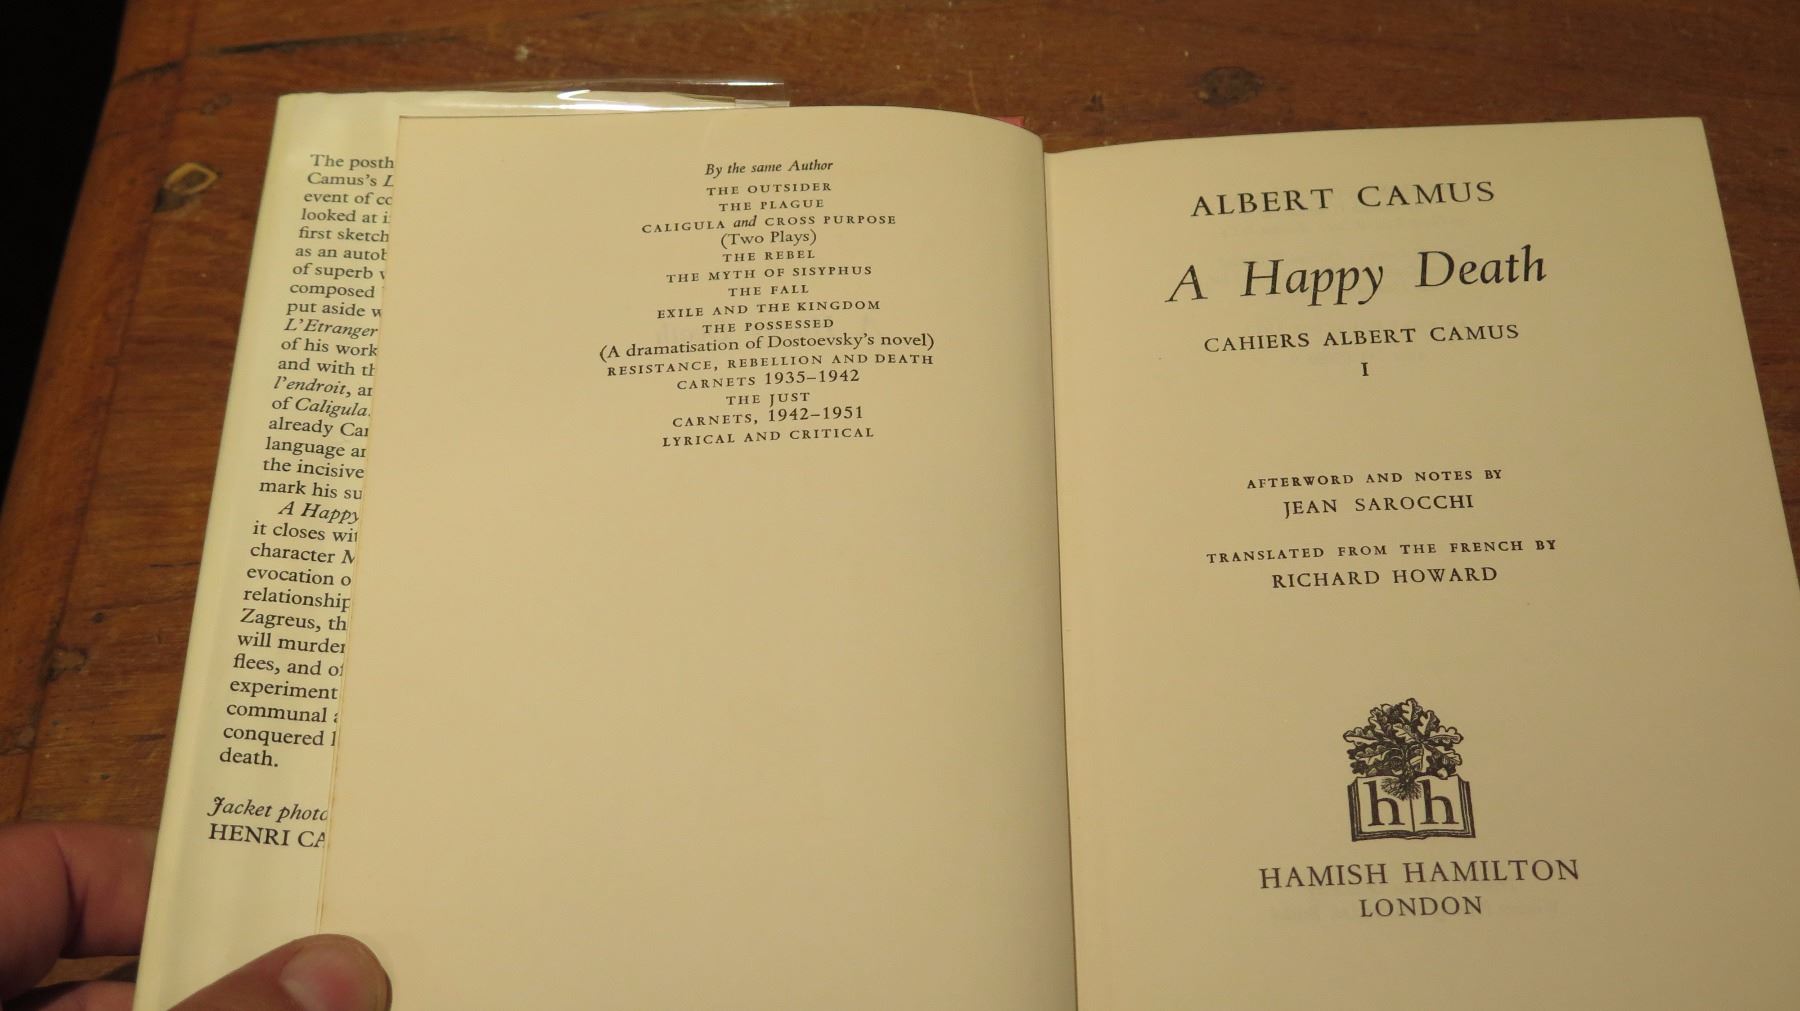 The posth
Camus's L
event of co
looked at i
first sketch
as an autob
of superb v
composed
put aside w
L'Etranger
of his work
and with th
l'endroit, an
of Caligula.
already Car
language an
the incisive
mark his su
A Happy
it closes wit
character M
evocation o
relationship
Zagreus, th
will murder
flees, and of
experiment
communal a
conquered l
death.
Jacket photo
HENRI CA
By the same Author
THE OUTSIDER
THE PLAGUE
CALIGULA and CROSS PURPOSE
(Two Plays)
THE REBEL
THE MYTH OF SISYPHUS
THE FALL
EXILE AND THE KINGDOM
THE POSSESSED
(A dramatisation of Dostoevsky's novel)
RESISTANCE, REBELLION AND DEATH
CARNETS 1935–1942
THE JUST
CARNETS, 1942–1951
LYRICAL AND CRITICAL
ALBERT CAMUS
A Happy Death
CAHIERS ALBERT CAMUS
I
AFTERWORD AND NOTES BY
JEAN SAROCCHI
TRANSLATED FROM THE FRENCH BY
RICHARD HOWARD
h h
HAMISH HAMILTON
LONDON